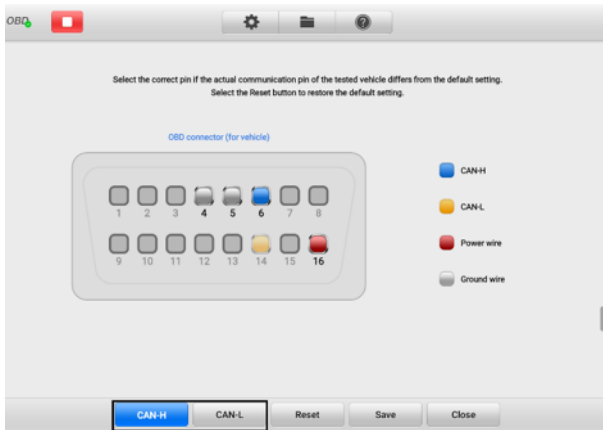 OBD
Select the correct pin if the actual communication pin of the tested vehicle differs from the default setting.
Select the Reset button to restore the default setting.
OBD connector (for vehicle)
1 2 3 4 5 6 7 8
9 10 11 12 13 14 15 16
CAN-H
CAN-L
Power wire
Ground wire
CAN-H CAN-L Reset Save Close